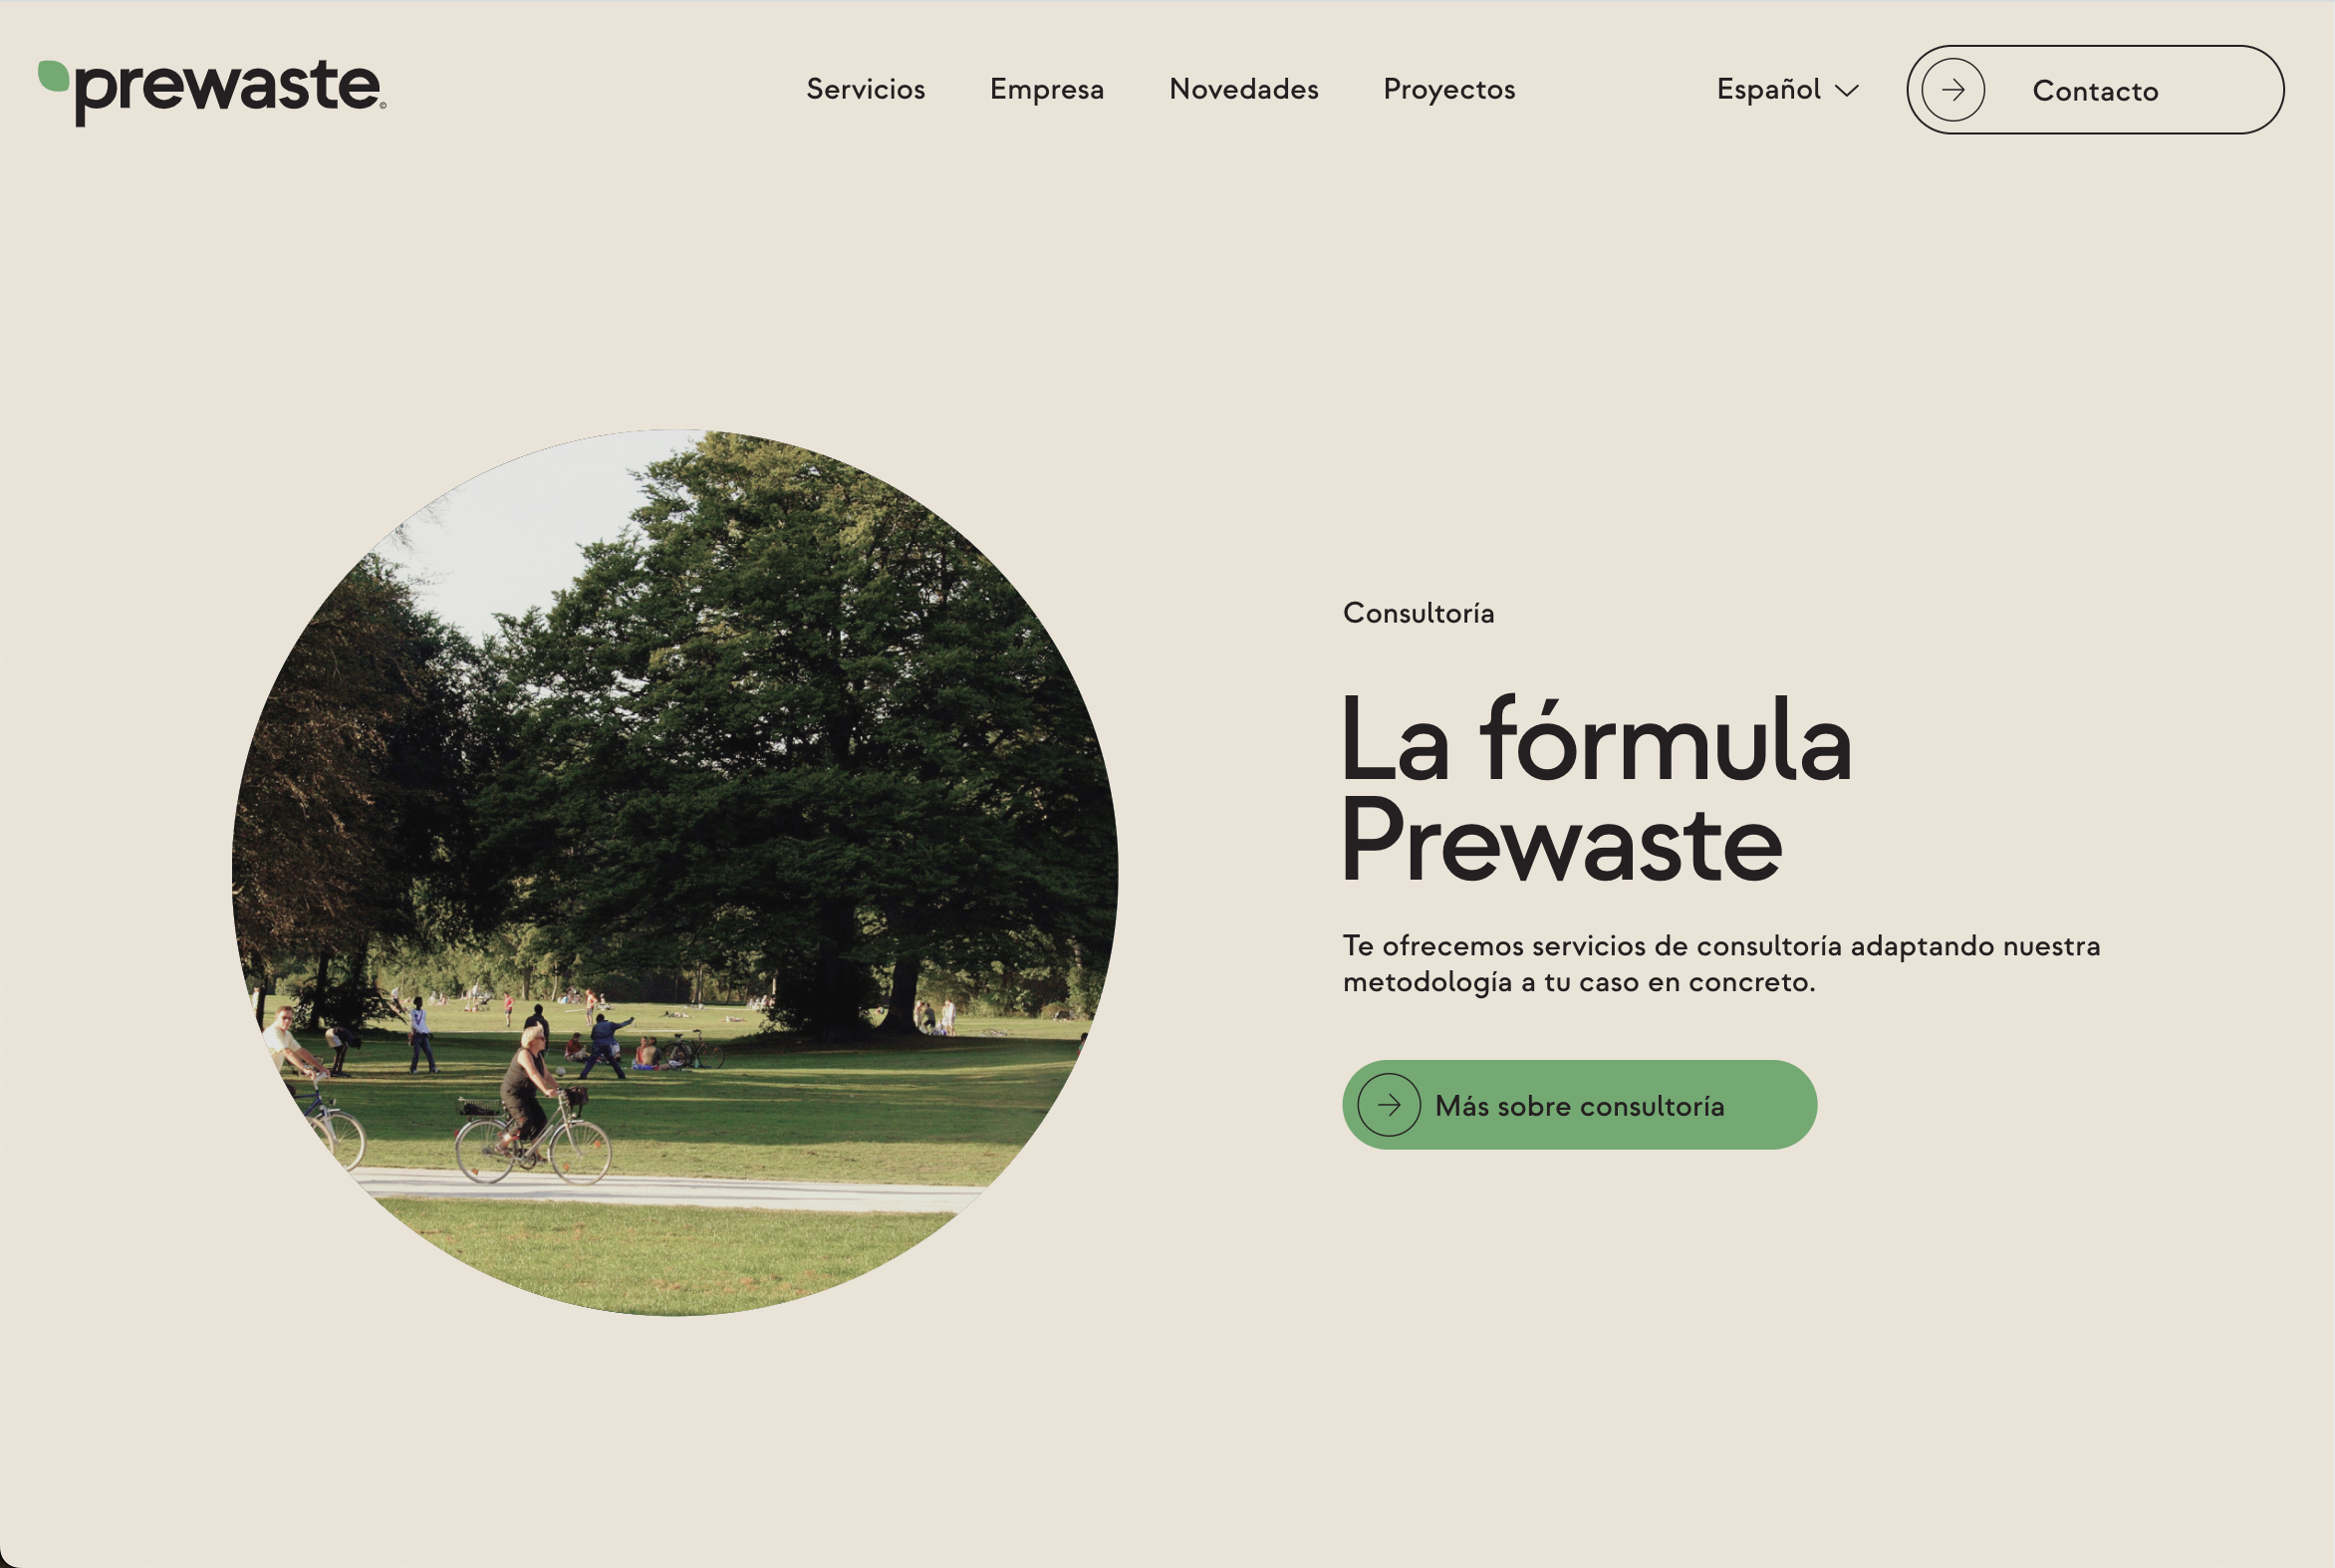 prewaste©
Servicios
Empresa
Novedades
Proyectos
Español
Contacto
Consultoría
La fórmula
Prewaste
Te ofrecemos servicios de consultoría adaptando nuestra
metodología a tu caso en concreto.
Más sobre consultoría